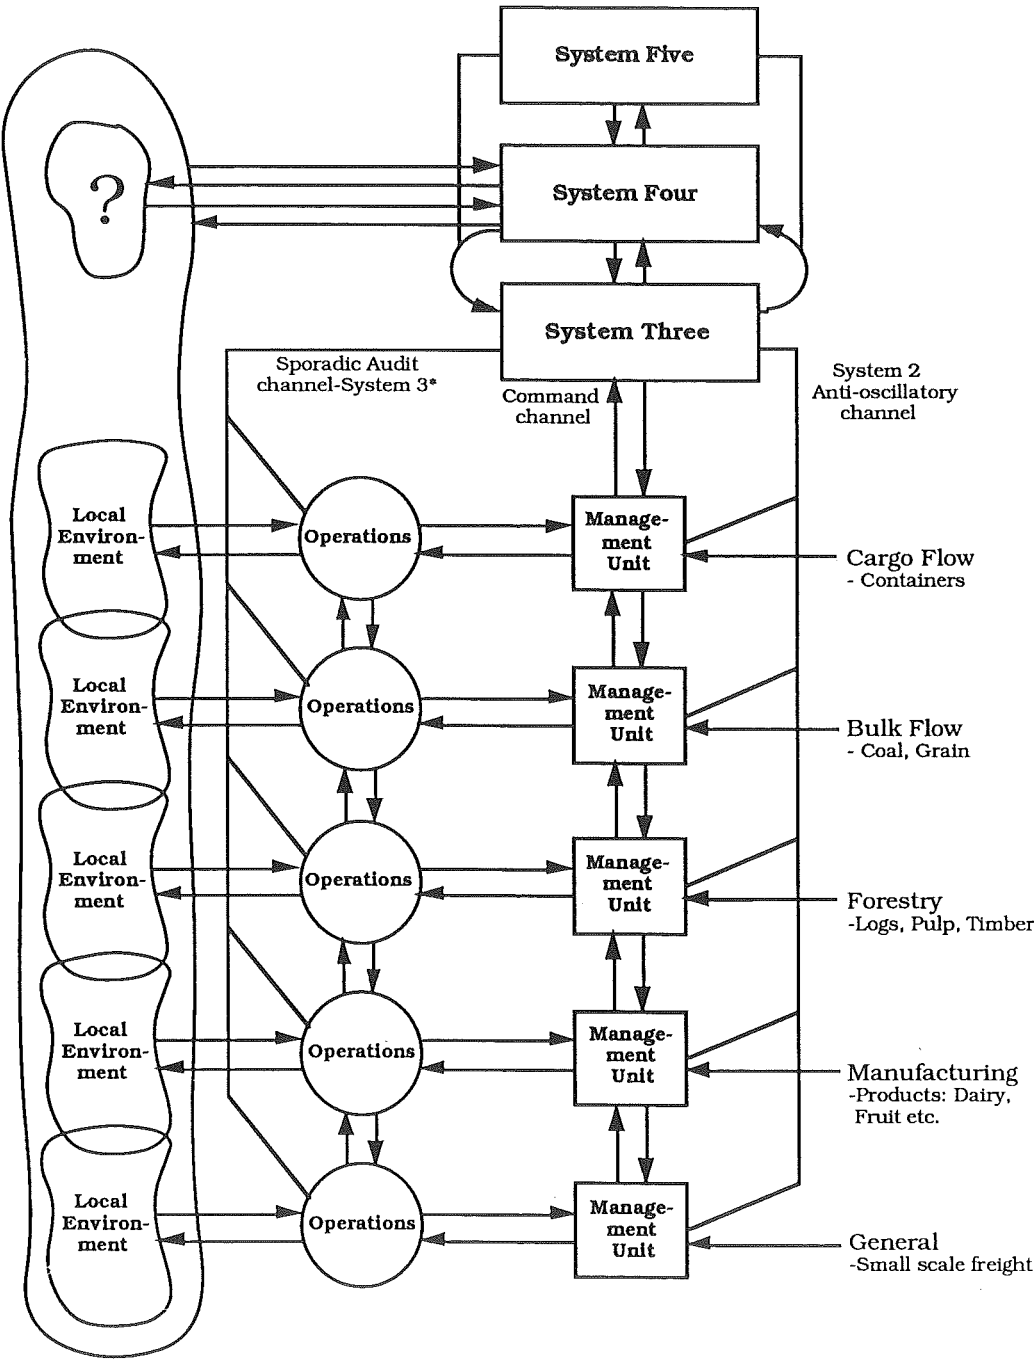 System Five
?
System Four
System Three
Sporadic Audit
channel-System 3*
Command
channel
System 2
Anti-oscillatory
channel
Local
Environ-
ment
Operations
Manage-
ment
Unit
Cargo Flow
- Containers
Local
Environ-
ment
Operations
Manage-
ment
Unit
Bulk Flow
- Coal, Grain
Local
Environ-
ment
Operations
Manage-
ment
Unit
Forestry
-Logs, Pulp, Timber
Local
Environ-
ment
Operations
Manage-
ment
Unit
Manufacturing
-Products: Dairy,
Fruit etc.
Local
Environ-
ment
Operations
Manage-
ment
Unit
General
-Small scale freight